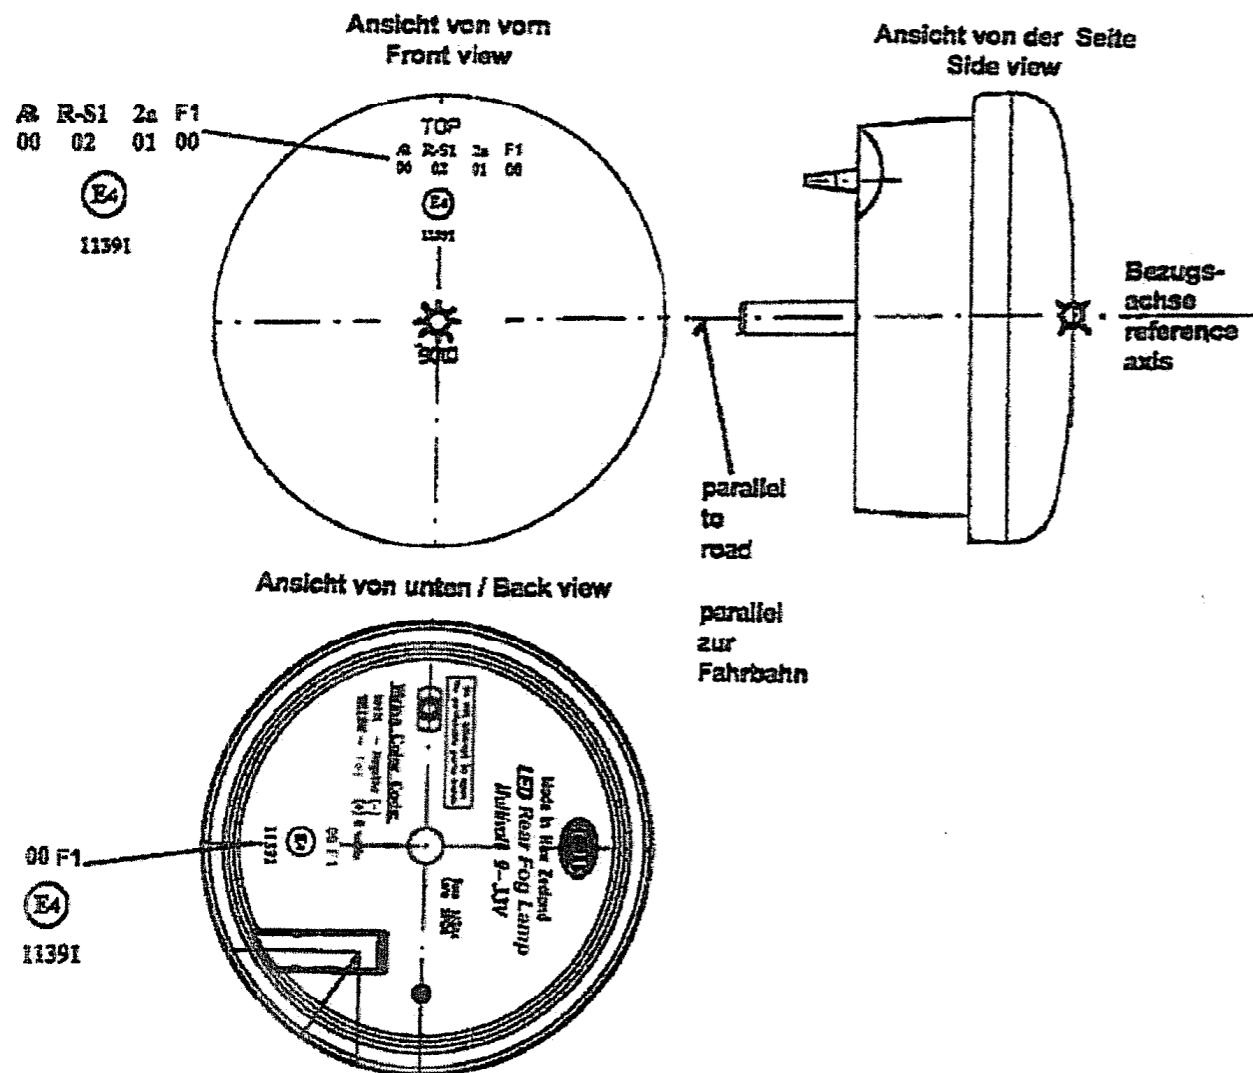 Ansicht von vorn
Front view
Ansicht von der Seite
Side view
AR R-S1 2a F1
00 02 01 00
E4
11391
TOP
AR R-S1 2a F1
00 02 01 00
E4
11391
9010
Bezugs-
achse
reference
axis
parallel
to
road
parallel
zur
Fahrbahn
Ansicht von unten / Back view
00 F1
E4
11391
00 F1
E4
11391
Made in New Zealand
LED Rear Fog Lamp
Multivolt 9-33V